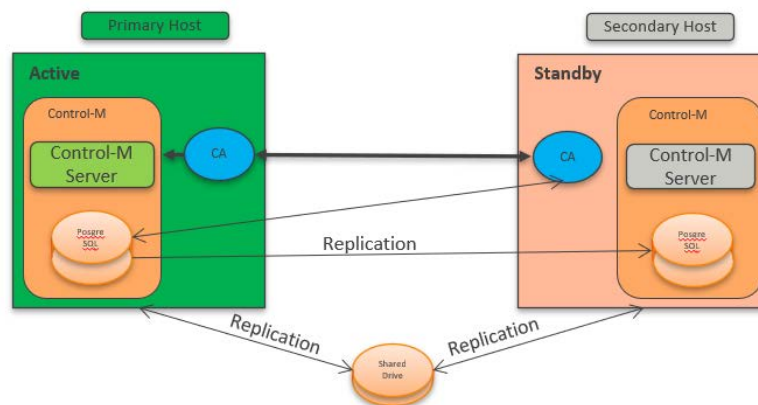 Primary Host
Secondary Host
Active
Standby
Control-M
Control-M
CA
CA
Control-M
Server
Control-M
Server
Posgre
SQL
Replication
Posgre
SQL
Replication
Replication
Shared
Drive